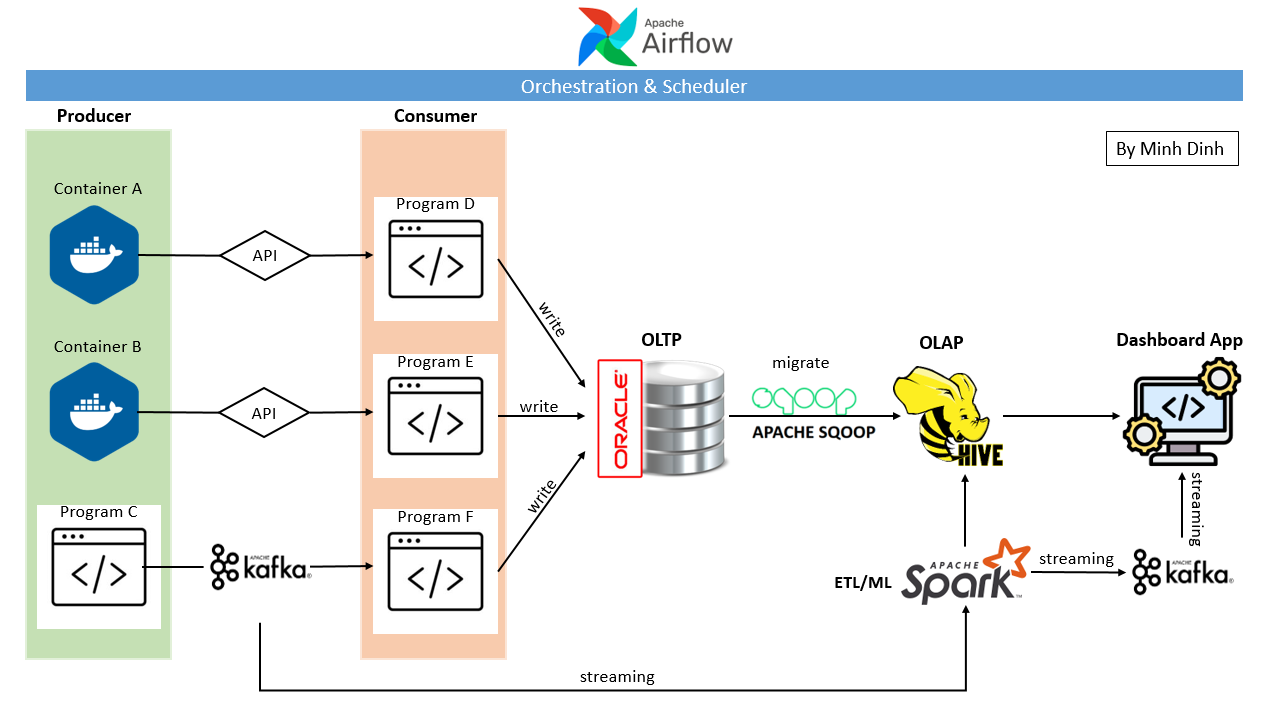 Apache
Airflow
Orchestration & Scheduler
Producer
Consumer
By Minh Dinh
Container A
API
Program D
</>
write
Container B
API
Program E
</>
write
OLTP
ORACLE
migrate
sqoop
APACHE SQOOP
OLAP
HIVE
Dashboard App
</>
Program C
</>
APACHE
kafka®
Program F
</>
write
ETL/ML
APACHE
Spark™
streaming
APACHE
kafka®
streaming
streaming